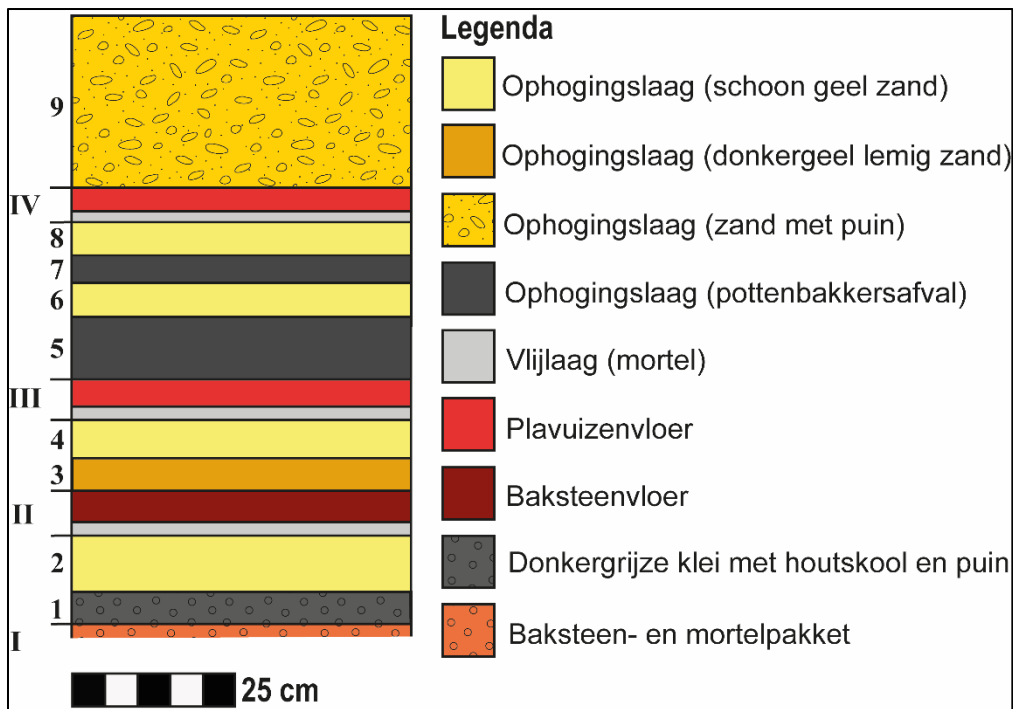 Legenda
Ophogingslaag (schoon geel zand)
Ophogingslaag (donkergeel lemig zand)
Ophogingslaag (zand met puin)
Ophogingslaag (pottenbakkersafval)
Vlijlaag (mortel)
Plavuizenvloer
Baksteenvloer
Donkergrijze klei met houtskool en puin
Baksteen- en mortelpakket
9
IV
8
7
6
5
III
4
3
II
2
1
I
25 cm